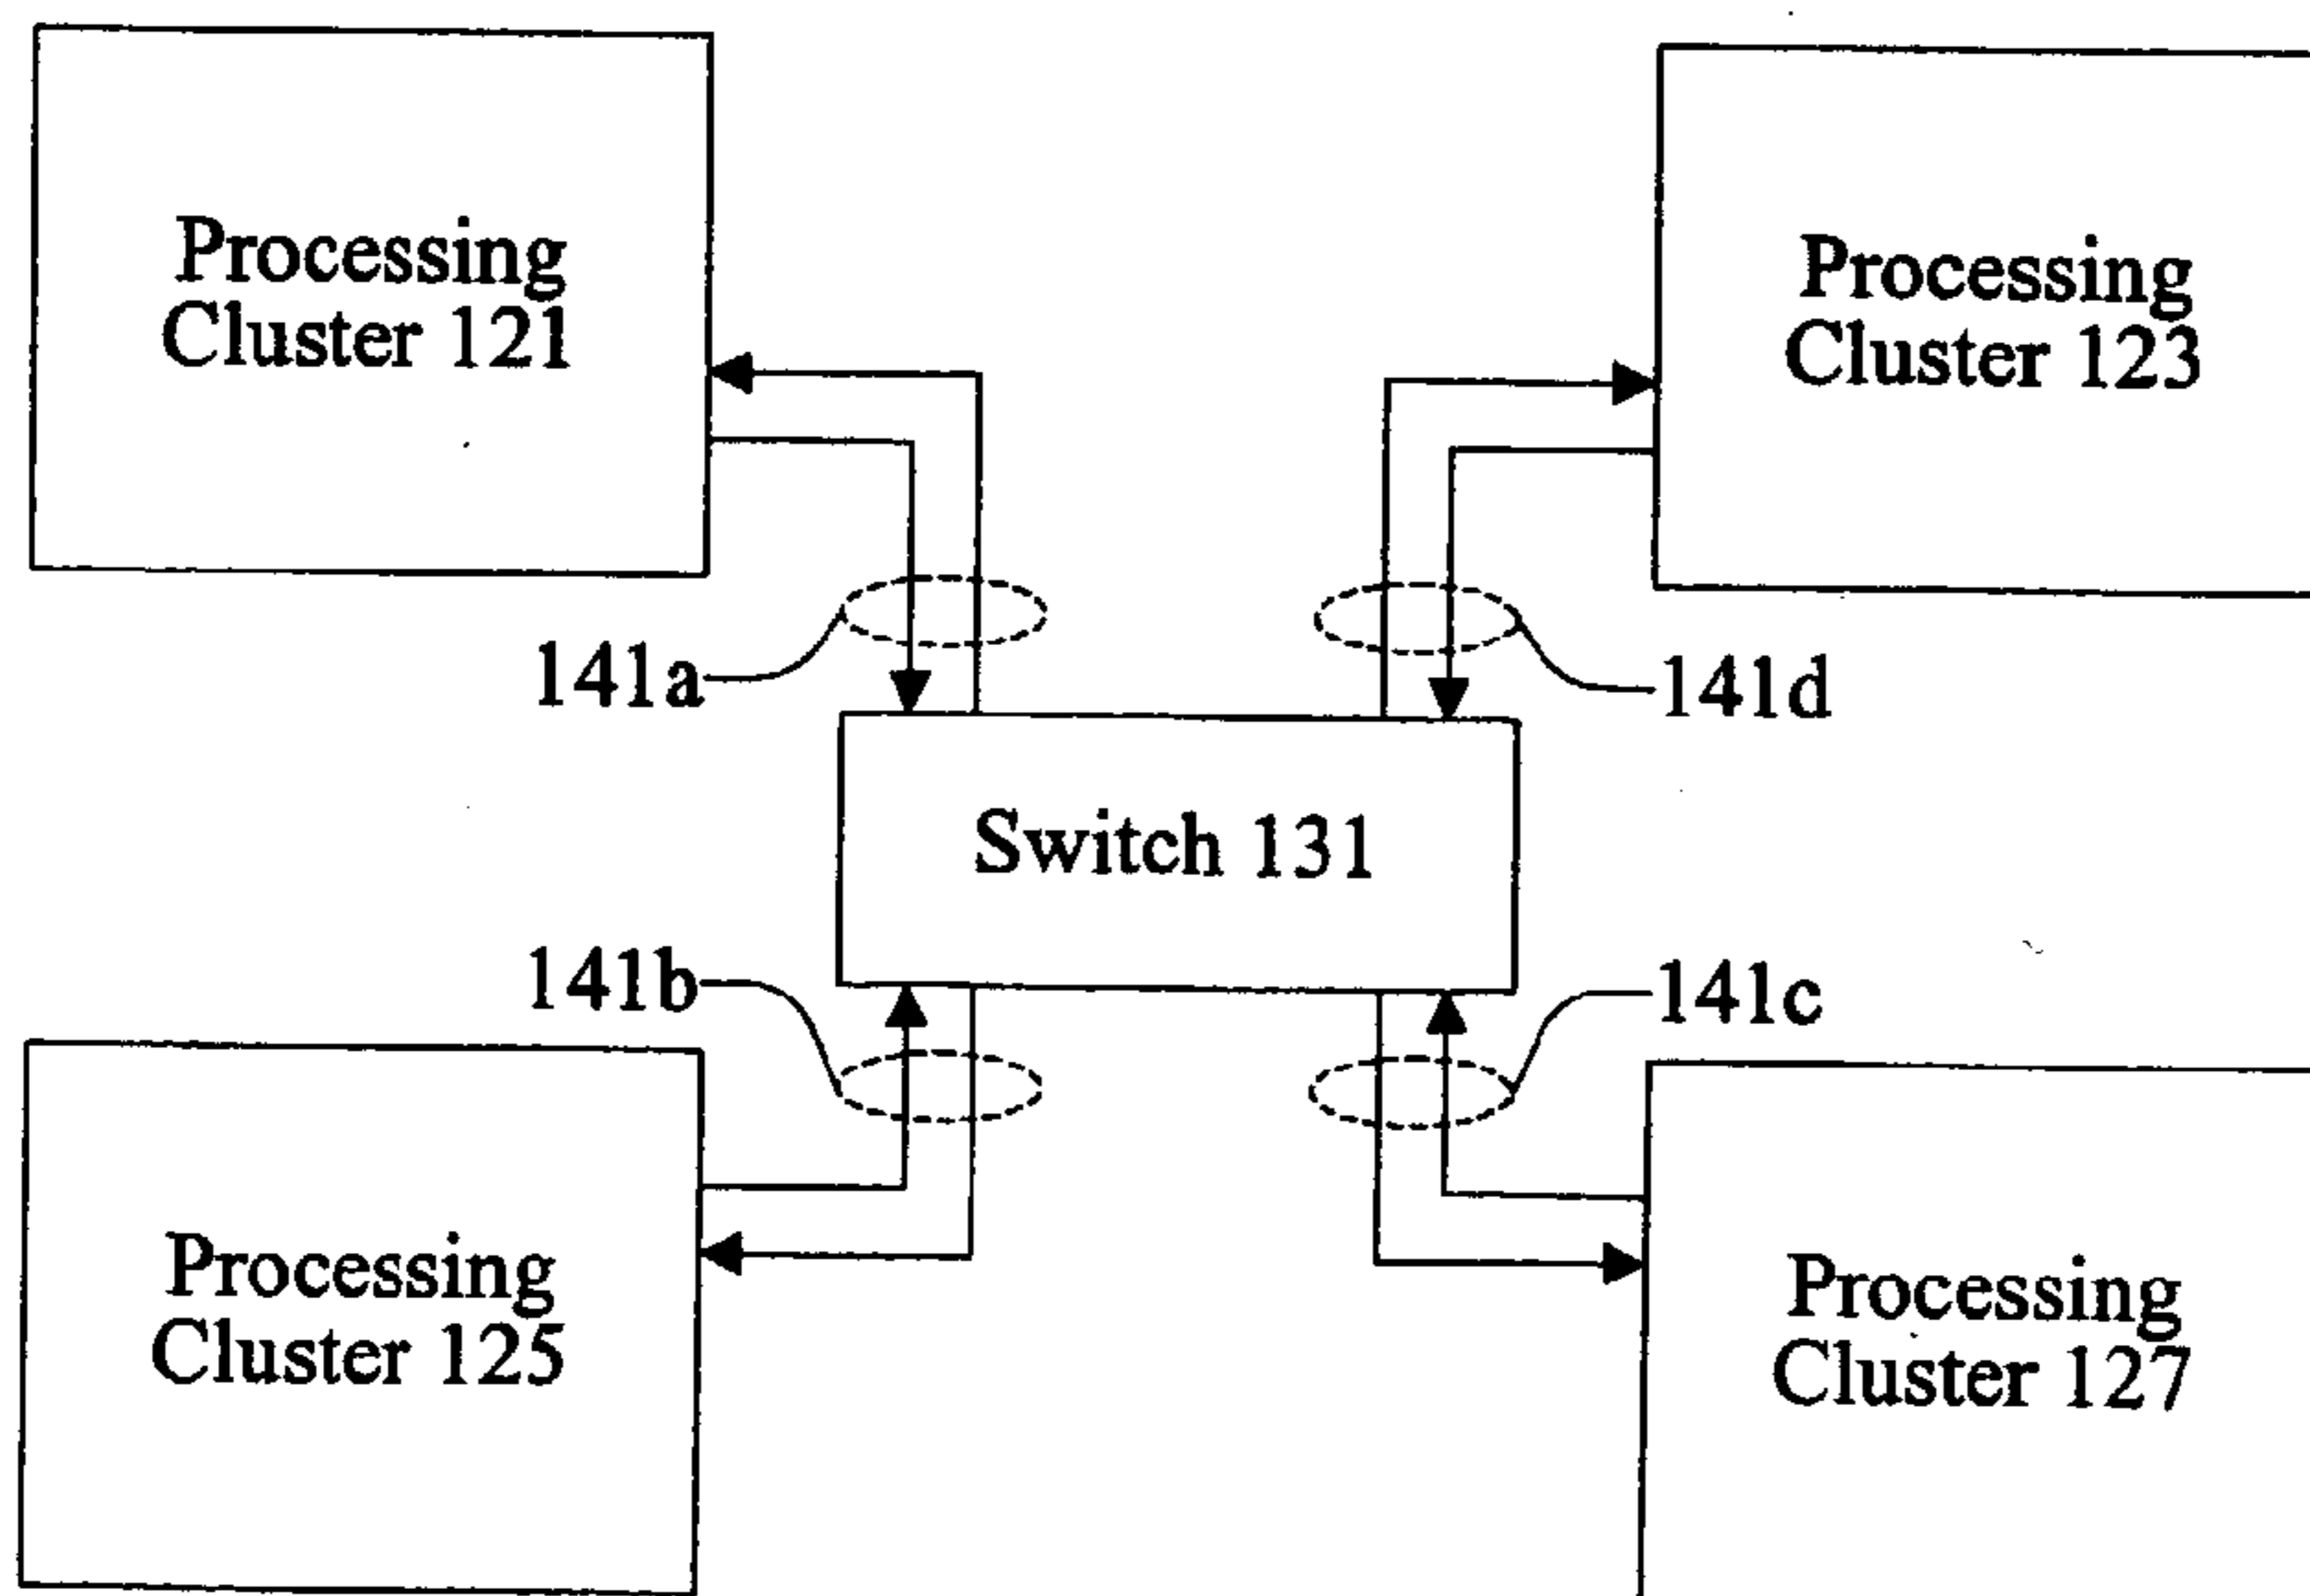 Processing
Cluster 121
Processing
Cluster 123
141a
141d
Switch 131
141b
141c
Processing
Cluster 125
Processing
Cluster 127